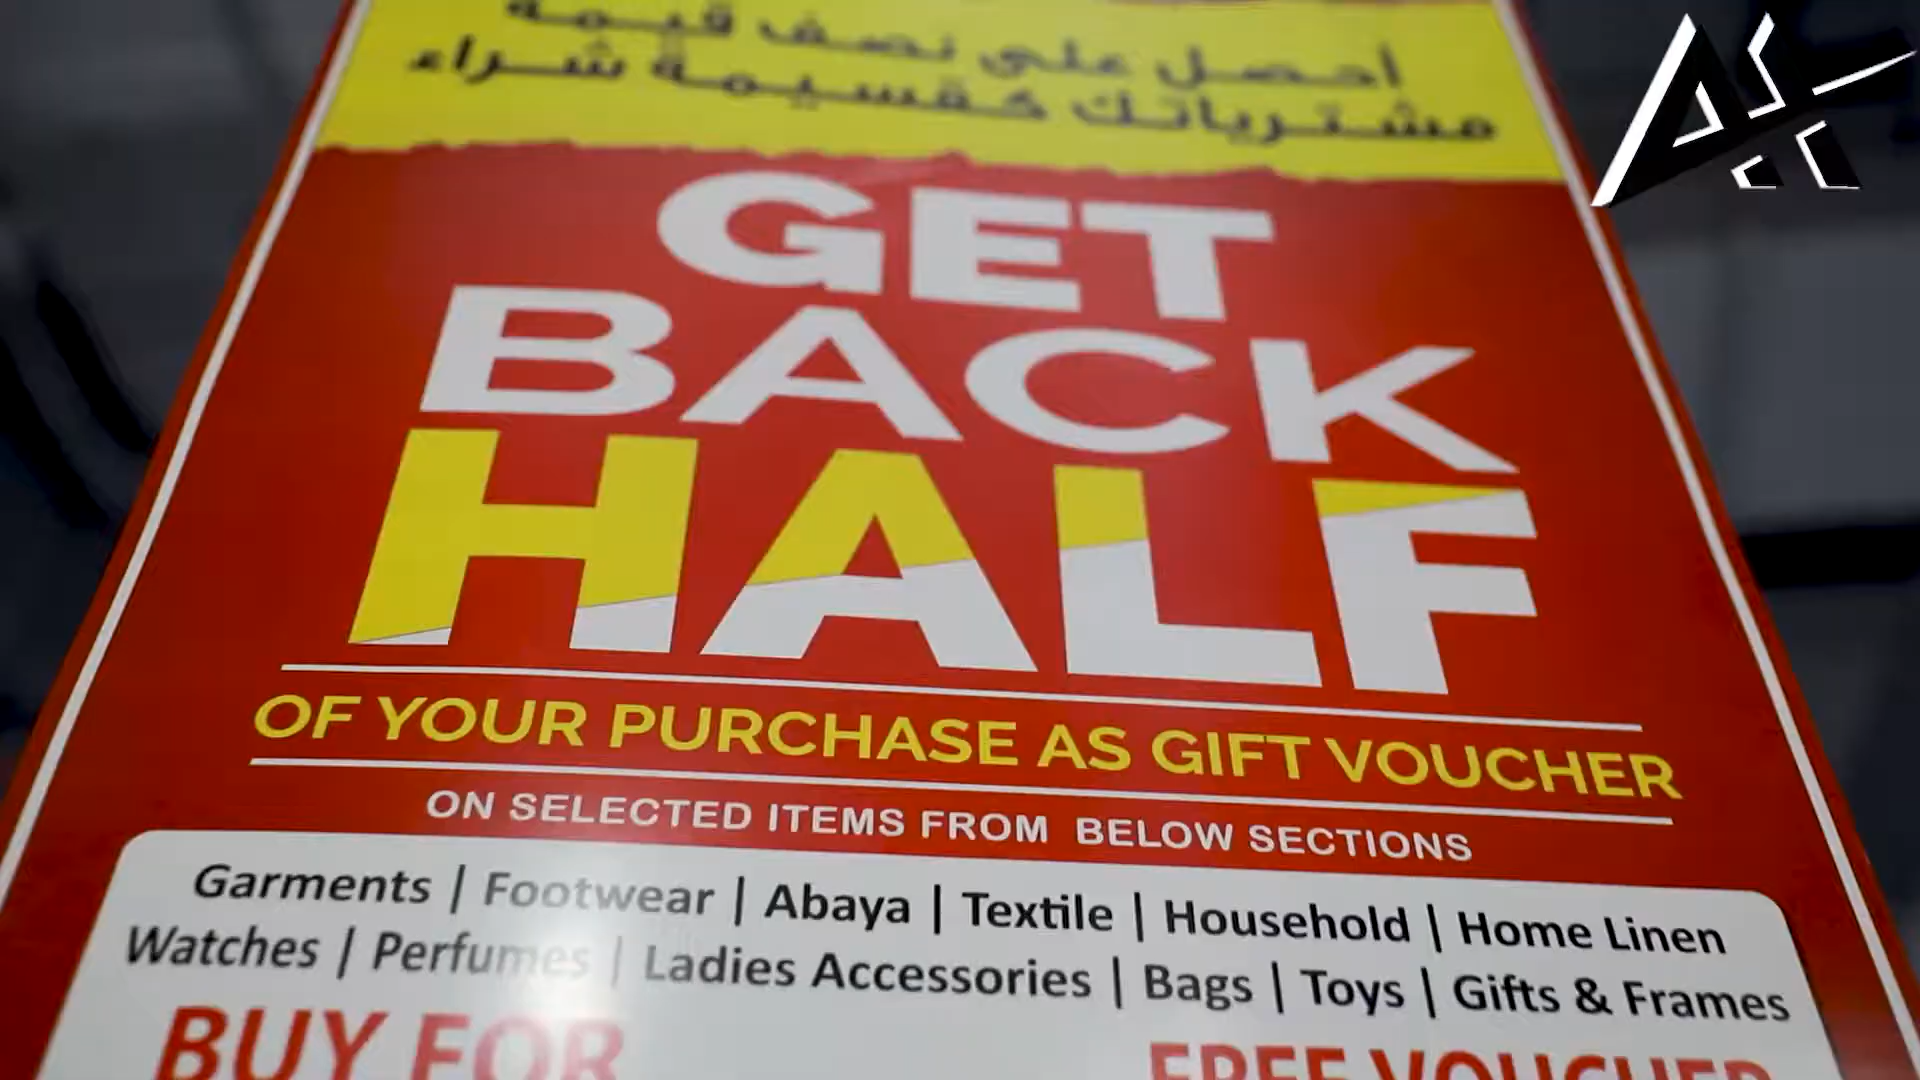 احصل على نصف قيمة
مشترياتك كقسيمة شراء
GET
BACK
HALF
OF YOUR PURCHASE AS GIFT VOUCHER
ON SELECTED ITEMS FROM BELOW SECTIONS
Garments | Footwear | Abaya | Textile | Household | Home Linen
Watches | Perfumes | Ladies Accessories | Bags | Toys | Gifts & Frames
BUY FOR FREE VOUCHER